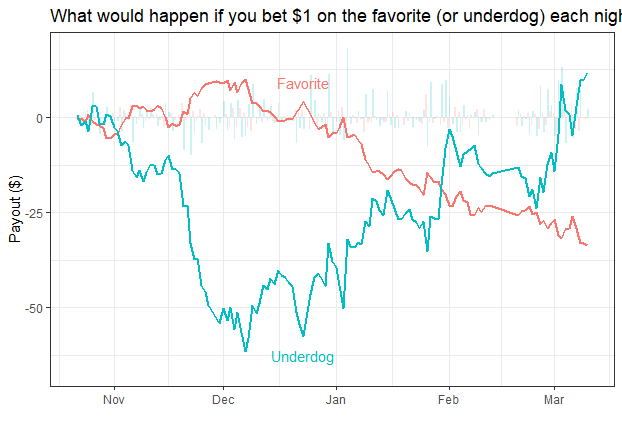 What would happen if you bet $1 on the favorite (or underdog) each nigh
Favorite
0
Payout ($)
-25
-50
Underdog
Nov
Dec
Jan
Feb
Mar